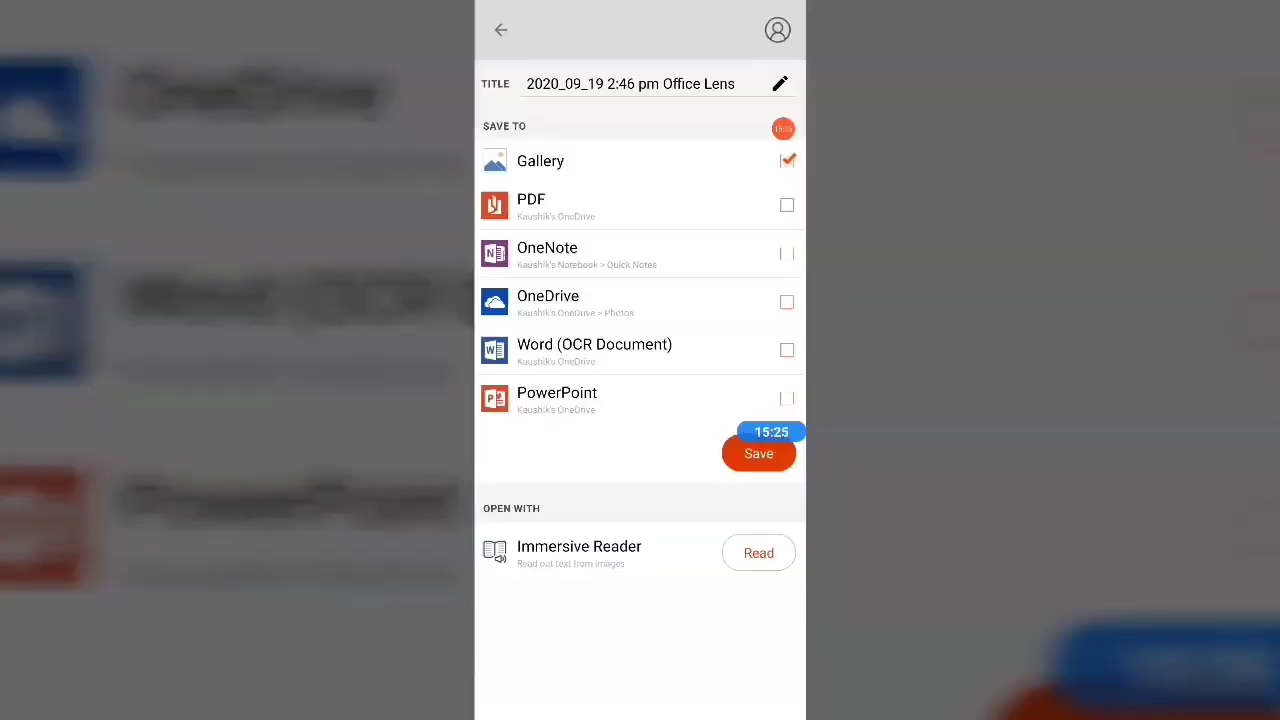 TITLE
2020_09_19 2:46 pm Office Lens
SAVE TO
15:25
Gallery
PDF
Kaushik's OneDrive
OneNote
Kaushik's Notebook > Quick Notes
OneDrive
Kaushik's OneDrive > Photos
Word (OCR Document)
Kaushik's OneDrive
PowerPoint
Kaushik's OneDrive
15:25
Save
OPEN WITH
Immersive Reader
Read out text from images
Read